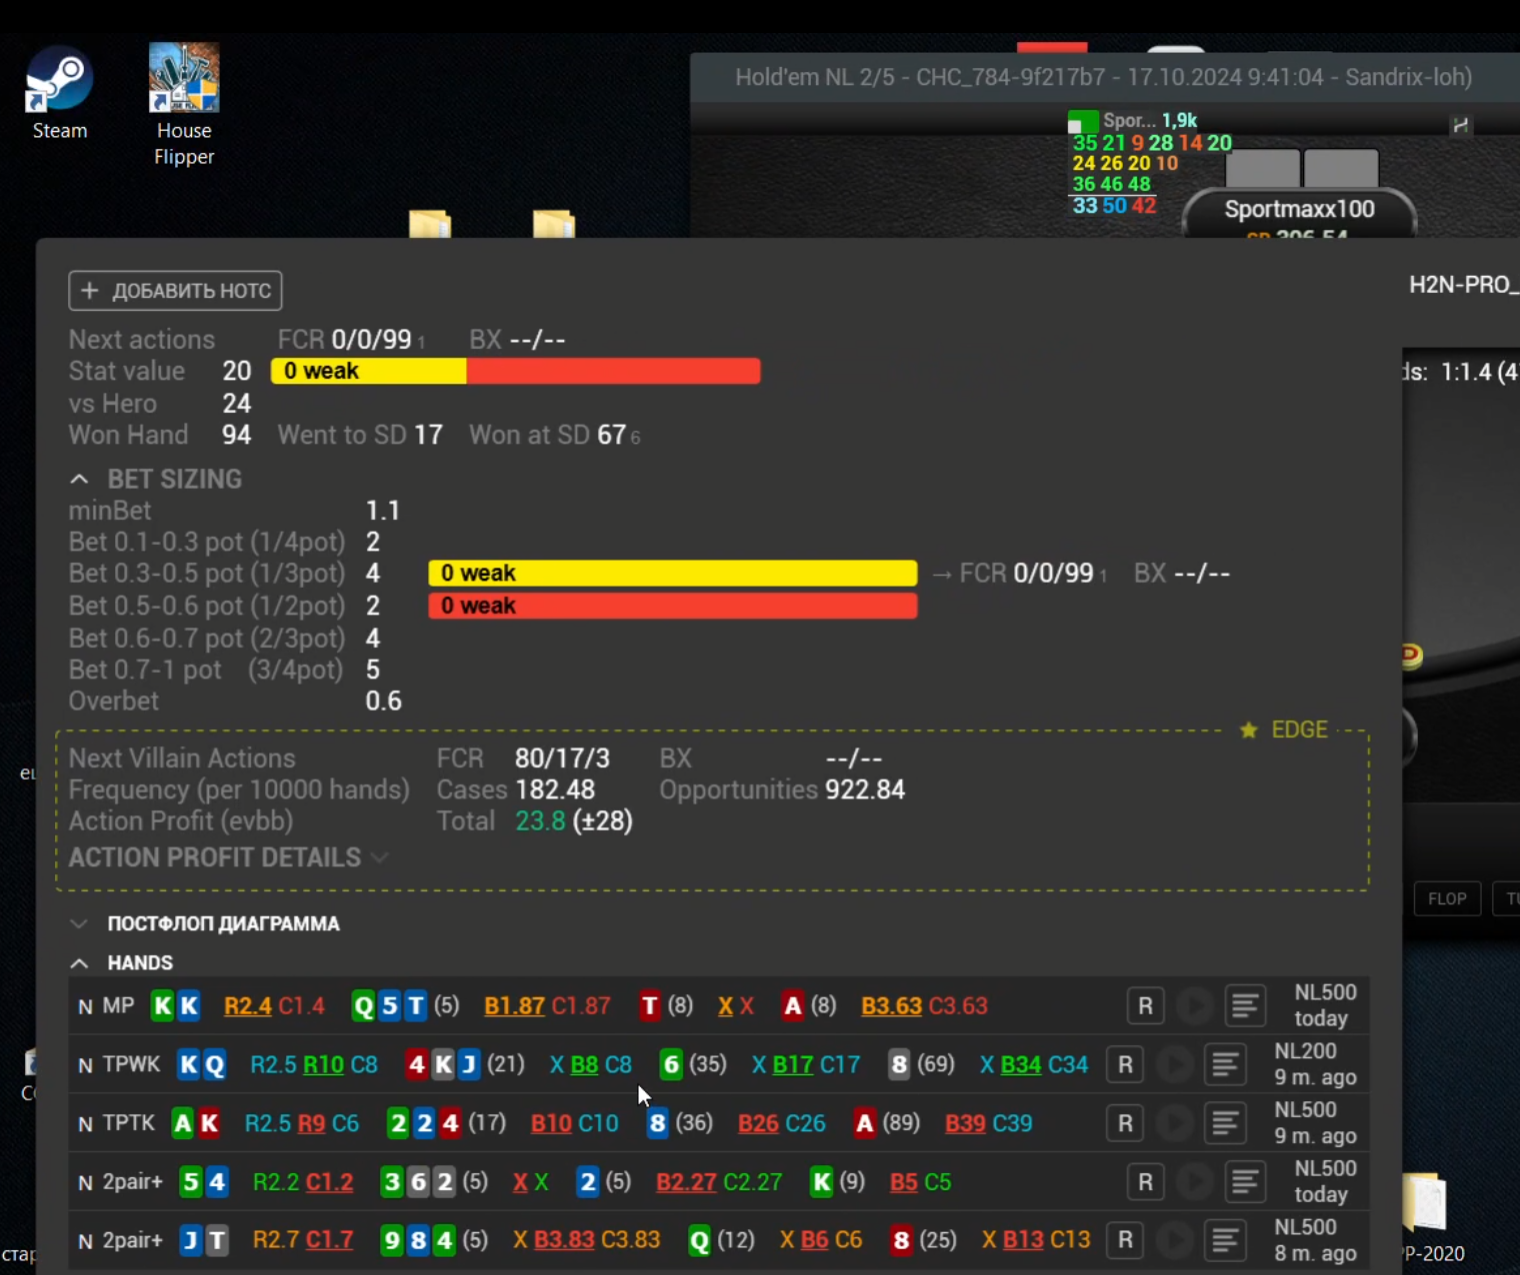 Steam
House
Flipper
Hold'em NL 2/5 - CHC_784-9f217b7 - 17.10.2024 9:41:04 - Sandrix-loh)
Spor... 1,9k
35 21 9 28 14 20
24 26 20 10
36 46 48
33 50 42
Sportmaxx100
+ ДОБАВИТЬ НОТС
H2N-PRO_
Next actions FCR 0/0/99 1 BX --/--
Stat value 20 0 weak
ds: 1:1.4 (4
vs Hero 24
Won Hand 94 Went to SD 17 Won at SD 67 6
BET SIZING
minBet 1.1
Bet 0.1-0.3 pot (1/4pot) 2
Bet 0.3-0.5 pot (1/3pot) 4 0 weak → FCR 0/0/99 1 BX --/--
Bet 0.5-0.6 pot (1/2pot) 2 0 weak
Bet 0.6-0.7 pot (2/3pot) 4
Bet 0.7-1 pot (3/4pot) 5
Overbet 0.6
★ EDGE
Next Villain Actions FCR 80/17/3 BX --/--
Frequency (per 10000 hands) Cases 182.48 Opportunities 922.84
Action Profit (evbb) Total 23.8 (±28)
ACTION PROFIT DETAILS
FLOP
ПОСТФЛОП ДИАГРАММА
HANDS
N MP K K R2.4 C1.4 Q 5 T (5) B1.87 C1.87 T (8) X X A (8) B3.63 C3.63 R NL500 today
N TPWK K Q R2.5 R10 C8 4 K J (21) X B8 C8 6 (35) X B17 C17 8 (69) X B34 C34 R NL200 9 m. ago
N TPTK A K R2.5 R9 C6 2 2 4 (17) B10 C10 8 (36) B26 C26 A (89) B39 C39 R NL500 9 m. ago
N 2pair+ 5 4 R2.2 C1.2 3 6 2 (5) X X 2 (5) B2.27 C2.27 K (9) B5 C5 R NL500 today
N 2pair+ J T R2.7 C1.7 9 8 4 (5) X B3.83 C3.83 Q (12) X B6 C6 8 (25) X B13 C13 R NL500 8 m. ago
стар
PP-2020